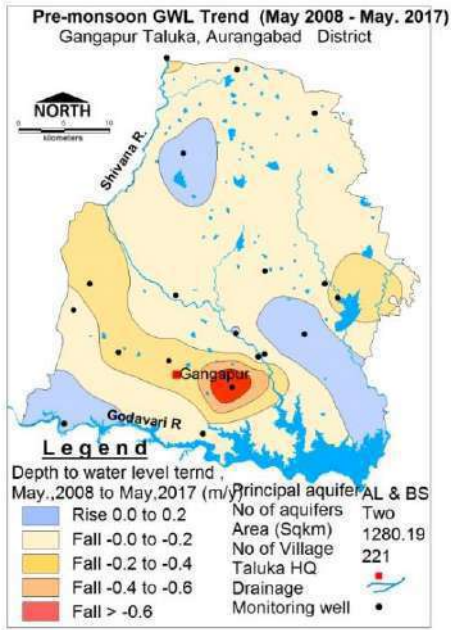 Pre-monsoon GWL Trend (May 2008 - May. 2017)
Gangapur Taluka, Aurangabad District
NORTH
0 5 10
kilometers
Shivana R.
Gangapur
Godavari R
Legend
Depth to water level ternd ,
May.,2008 to May,2017 (m/y)
Rise 0.0 to 0.2
Fall -0.0 to -0.2
Fall -0.2 to -0.4
Fall -0.4 to -0.6
Fall > -0.6
Principal aquifer AL & BS
No of aquifers Two
Area (Sqkm) 1280.19
No of Village 221
Taluka HQ
Drainage
Monitoring well